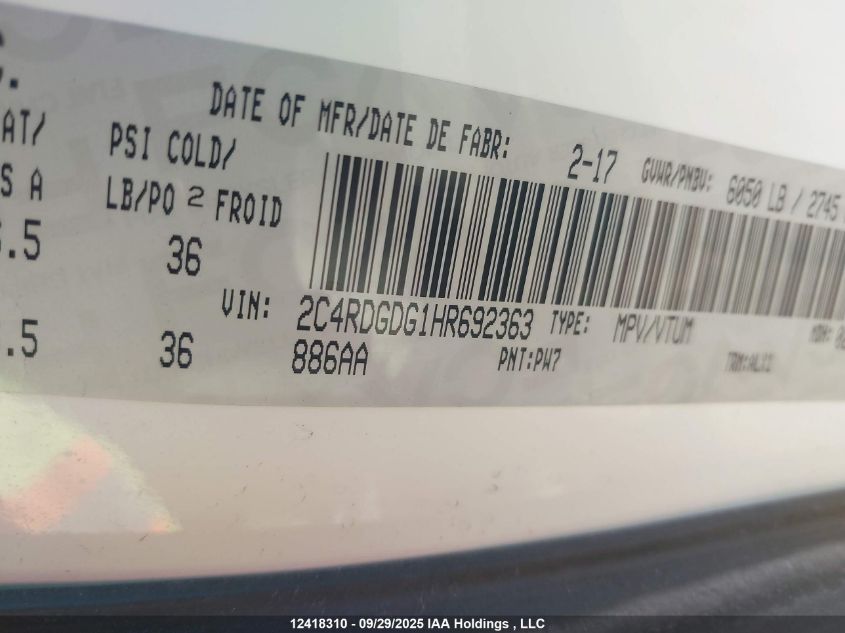 C.
AT/
S A
.5
.5
PSI COLD/
LB/PO 2 FROID
36
36
DATE OF MFR/DATE DE FABR: 2-17 GVWR/PNBV: 6050 LB / 2745
VIN: 2C4RDGDG1HR692363 TYPE: MPV/VTUM
886AA PNT:PW7
12418310 - 09/29/2025 IAA Holdings , LLC